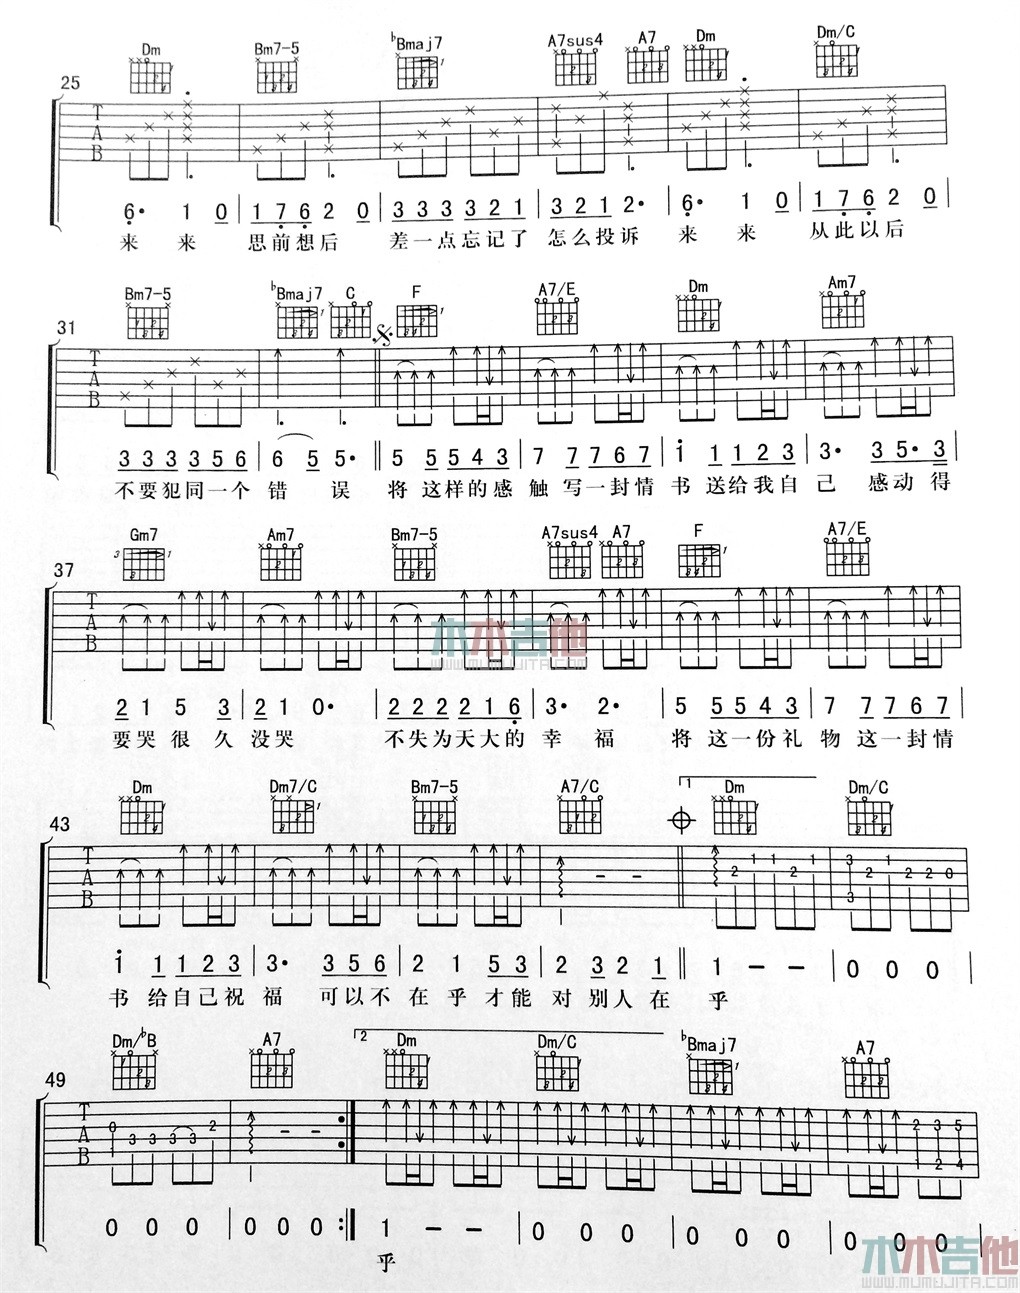 Dm Bm7-5 ♭Bmaj7 A7sus4 A7 Dm Dm/C
25
T
A
B
6· 1 0 | 1 7 6 2 0 | 3 3 3 3 2 1 | 3 2 1 2· | 6· 1 0 | 1 7 6 2 0 |
来 来 思前想后 差一点忘记了 怎么投诉 来 来 从此以后
Bm7-5 ♭Bmaj7 C F A7/E Dm Am7
31
T
A
B
3 3 3 3 5 6 | 6 5 5· || 5 5 5 4 3 | 7 7 7 6 7 | i 1 1 2 3 | 3· 3 5· 3 |
不要犯同一个 错 误 将 这样的感 触 写一封情 书 送给我自 己 感动得
Gm7 Am7 Bm7-5 A7sus4 A7 F A7/E
37
3 1
T
A
B
2 1 5 3 | 2 1 0· | 2 2 2 2 1 6 | 3· 2· | 5 5 5 4 3 | 7 7 7 6 7 |
要哭很 久 没哭 不失为天大的 幸 福 将 这一份礼 物 这一封情
木木吉他
WWW.MUMUJITA.COM
Dm Dm7/C Bm7-5 A7/C 1 Dm Dm/C
43
T
A
B
2 1 1 2 1 3 2 1 2 2 0
3
i 1 1 2 3 | 3· 3 5 6 | 2 1 5 3 | 2 3 2 1 || 1 - - | 0 0 0 |
书 给自己祝 福 可以不 在 乎才能 对 别人在 乎
Dm/♭B A7 2 Dm Dm/C ♭Bmaj7 A7
49
T
A
B
0 3 3 3 3 2 2 3 5
1 1 1 2 4
0 0 0 | 0 0 0 :| 1 - - | 0 0 0 | 0 0 0 | 0 0 0 |
乎
木木吉他
WWW.MUMUJITA.COM